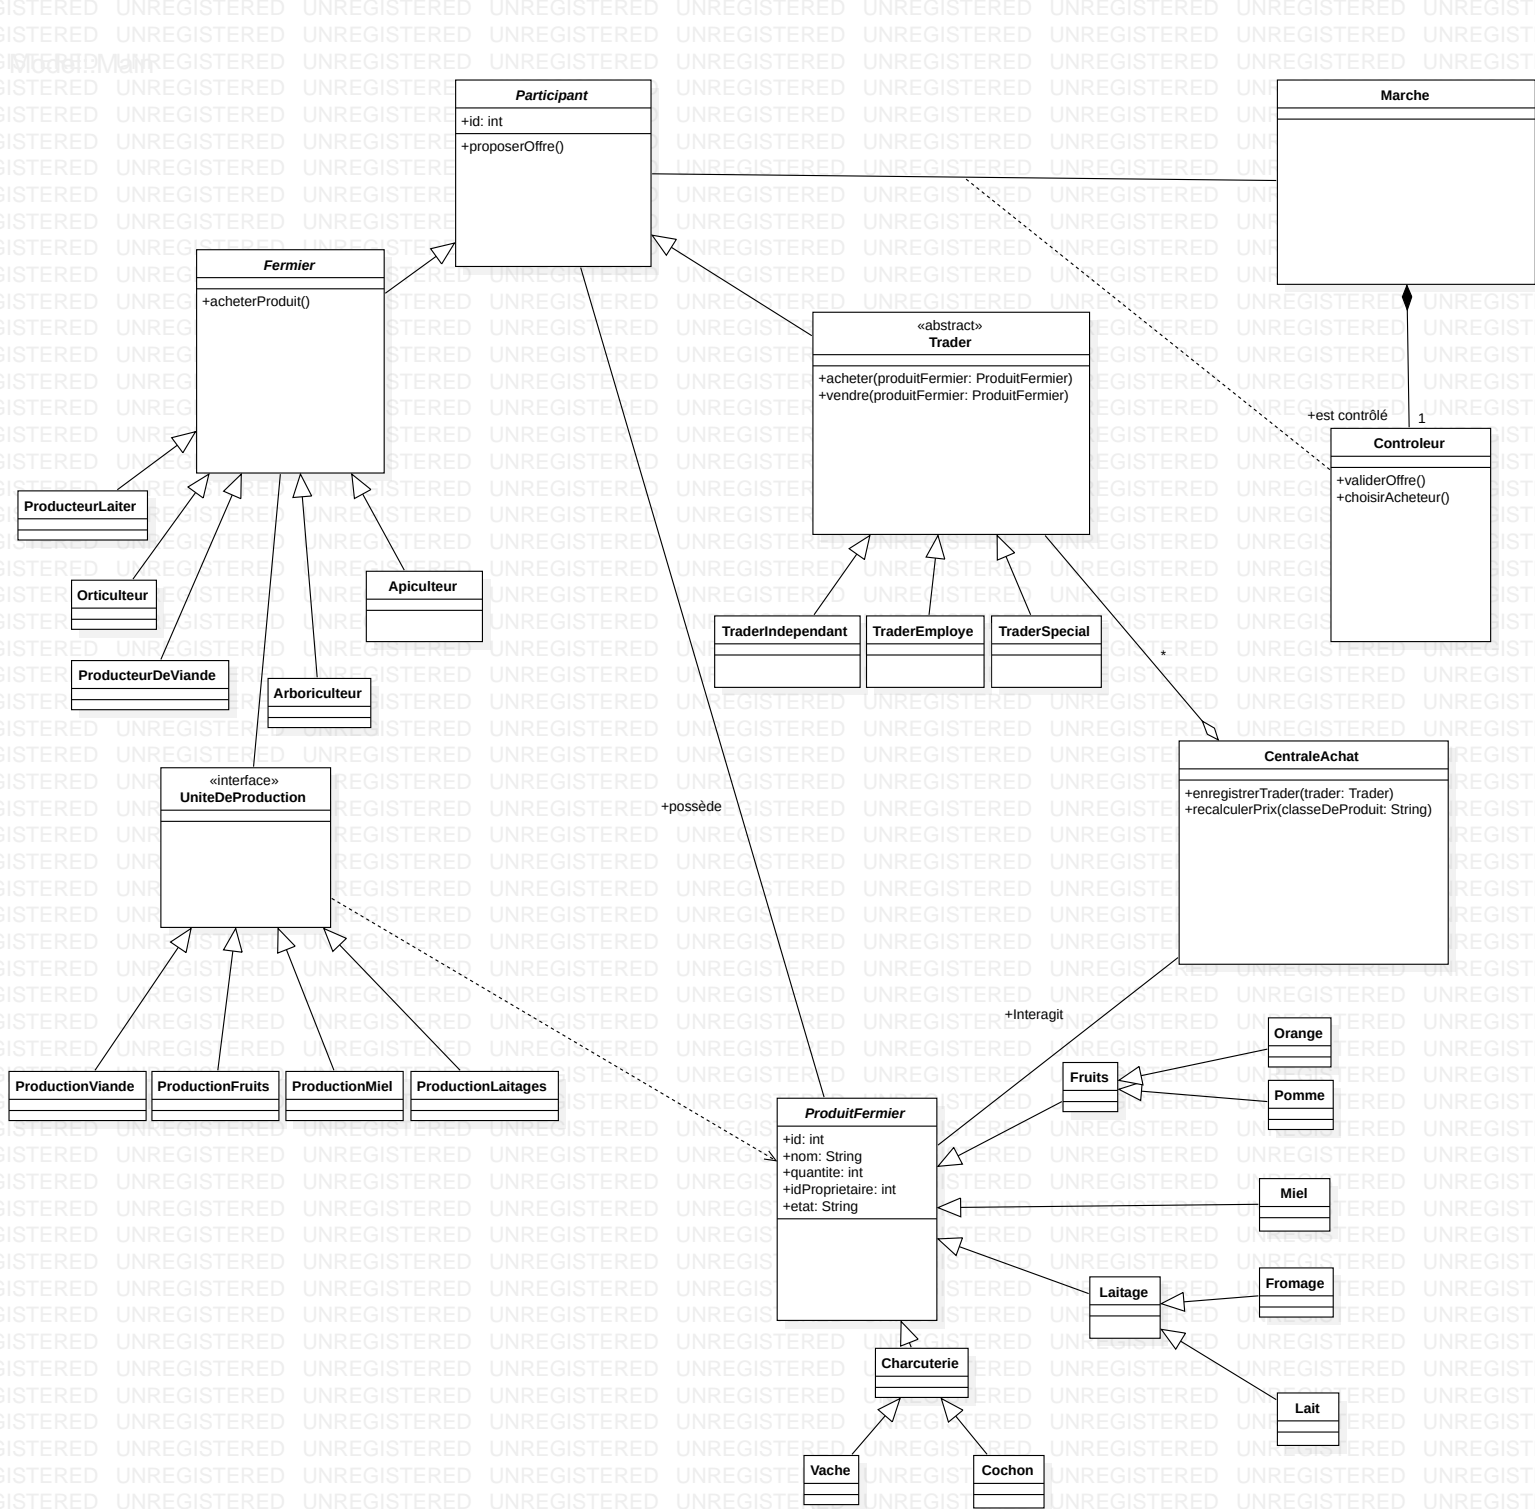 Model::Main
Participant
+id: int
+proposerOffre()
Marche
Fermier
+acheterProduit()
«abstract»
Trader
+acheter(produitFermier: ProduitFermier)
+vendre(produitFermier: ProduitFermier)
+est contrôlé
1
Controleur
+validerOffre()
+choisirAcheteur()
ProducteurLaiter
Orticulteur
Apiculteur
ProducteurDeViande
Arboriculteur
TraderIndependant
TraderEmploye
TraderSpecial
*
CentraleAchat
+enregistrerTrader(trader: Trader)
+recalculerPrix(classeDeProduit: String)
«interface»
UniteDeProduction
+possède
+Interagit
ProductionViande
ProductionFruits
ProductionMiel
ProductionLaitages
ProduitFermier
+id: int
+nom: String
+quantite: int
+idProprietaire: int
+etat: String
Fruits
Orange
Pomme
Miel
Laitage
Fromage
Lait
Charcuterie
Vache
Cochon